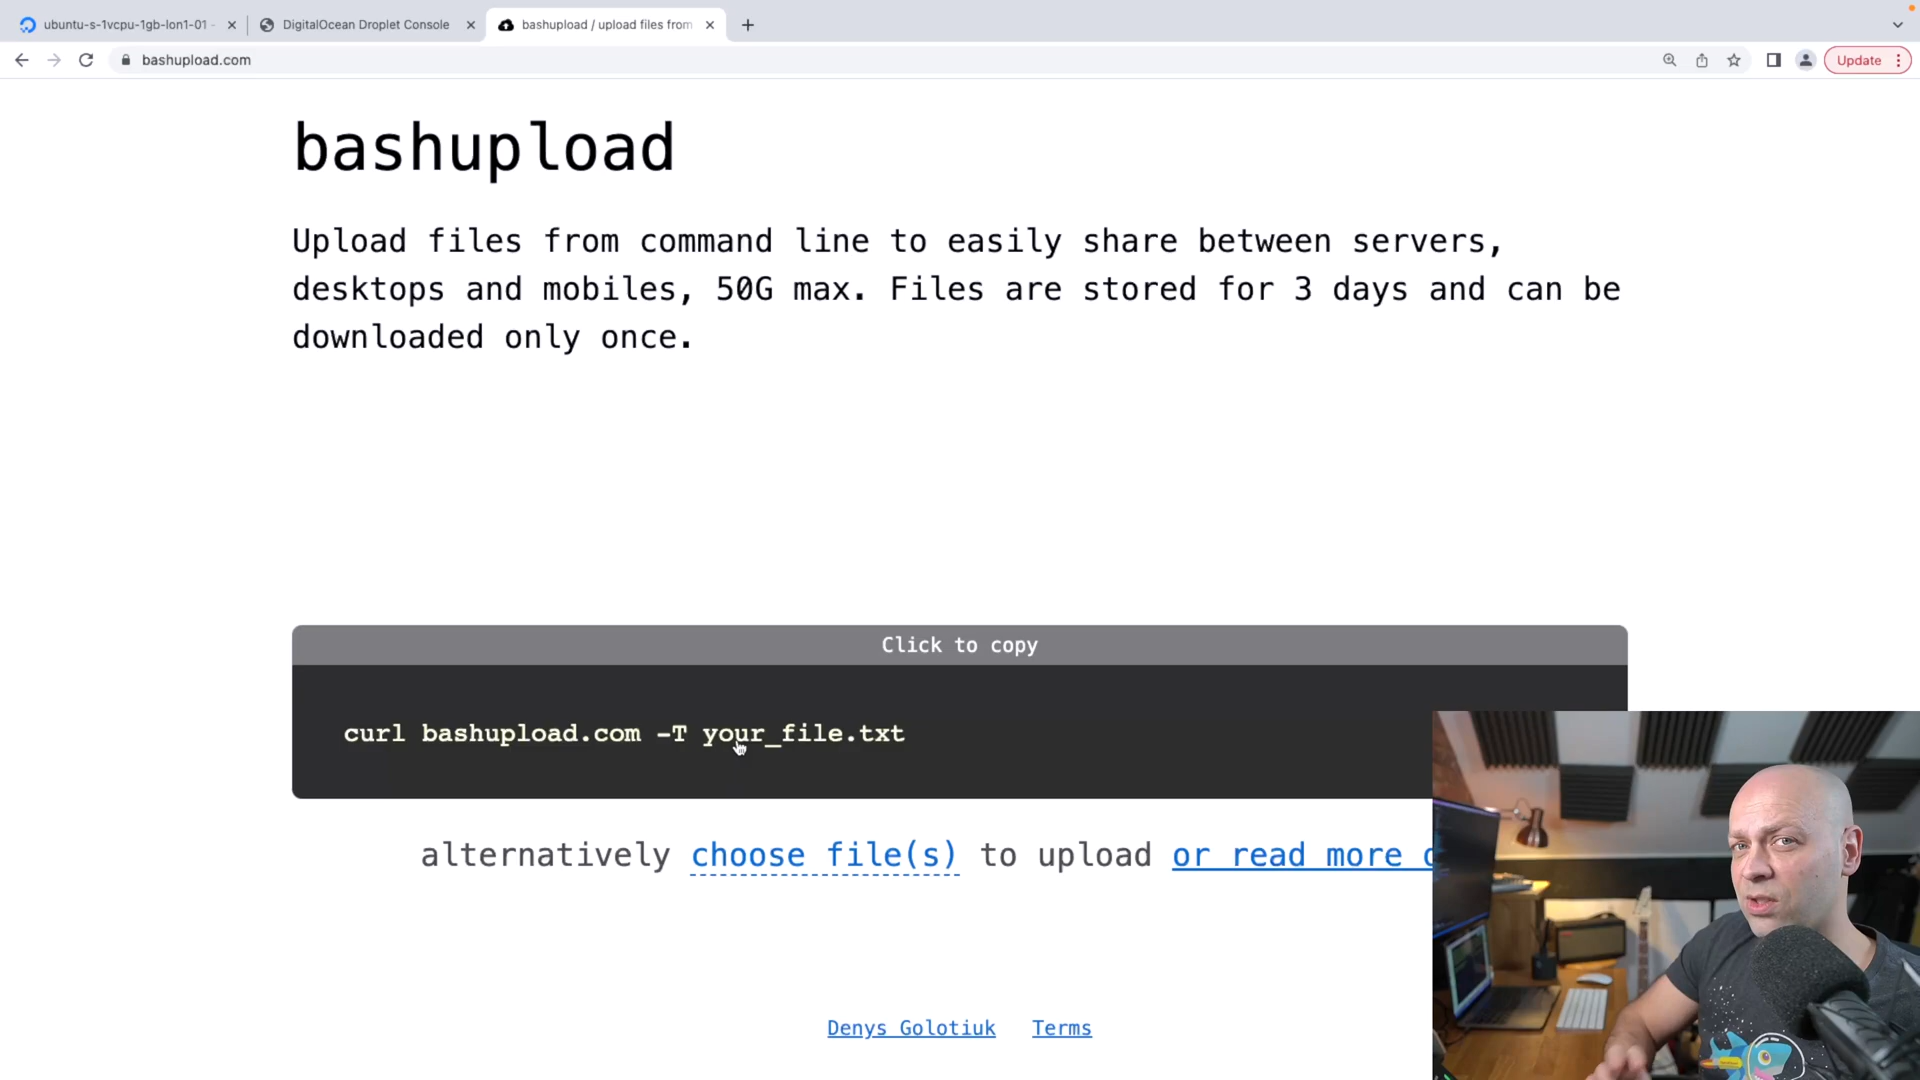 ubuntu-s-1vcpu-1gb-lon1-01 -
DigitalOcean Droplet Console
bashupload / upload files from
bashupload.com
Update
bashupload
Upload files from command line to easily share between servers,
desktops and mobiles, 50G max. Files are stored for 3 days and can be
downloaded only once.
Click to copy
curl bashupload.com -T your_file.txt
alternatively choose file(s) to upload or read more
Denys Golotiuk
Terms